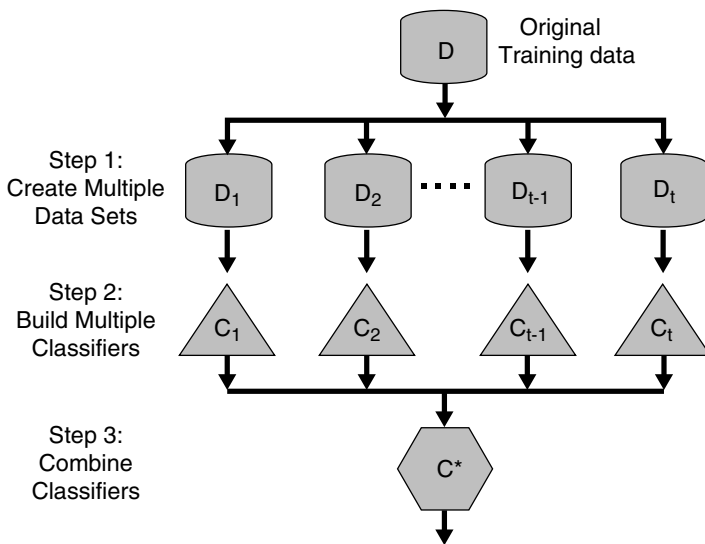 Original
Training data
D
Step 1:
Create Multiple
Data Sets
D1
D2
Dt-1
Dt
Step 2:
Build Multiple
Classifiers
C1
C2
Ct-1
Ct
Step 3:
Combine
Classifiers
C*